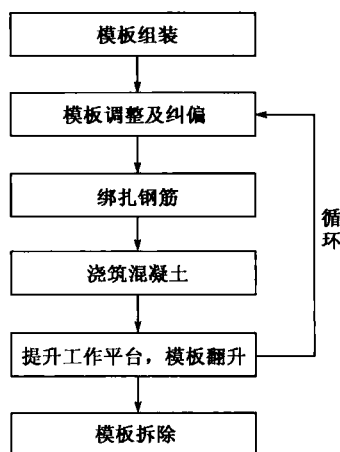 模板组装
模板调整及纠偏
绑扎钢筋
浇筑混凝土
提升工作平台，模板翻升
模板拆除
循环